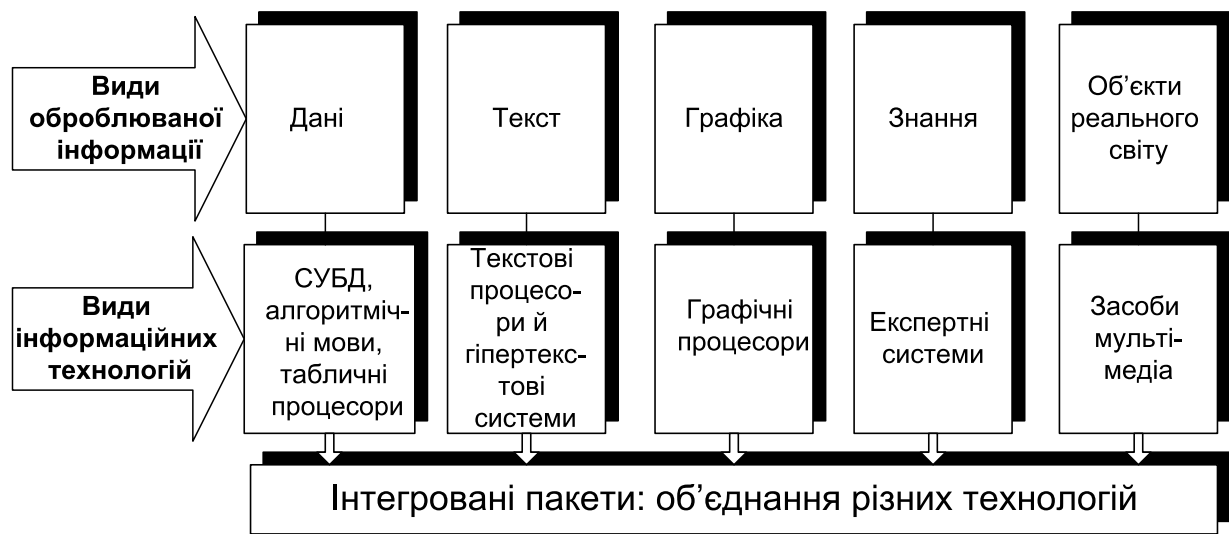 Види
оброблюваної
інформації
Дані
Текст
Графіка
Знання
Об’єкти
реального
світу
Види
інформаційних
технологій
СУБД,
алгоритміч-
ні мови,
табличні
процесори
Текстові
процесо-
ри й
гіпертекс-
тові
системи
Графічні
процесори
Експертні
системи
Засоби
мульті-
медіа
Інтегровані пакети: об’єднання різних технологій